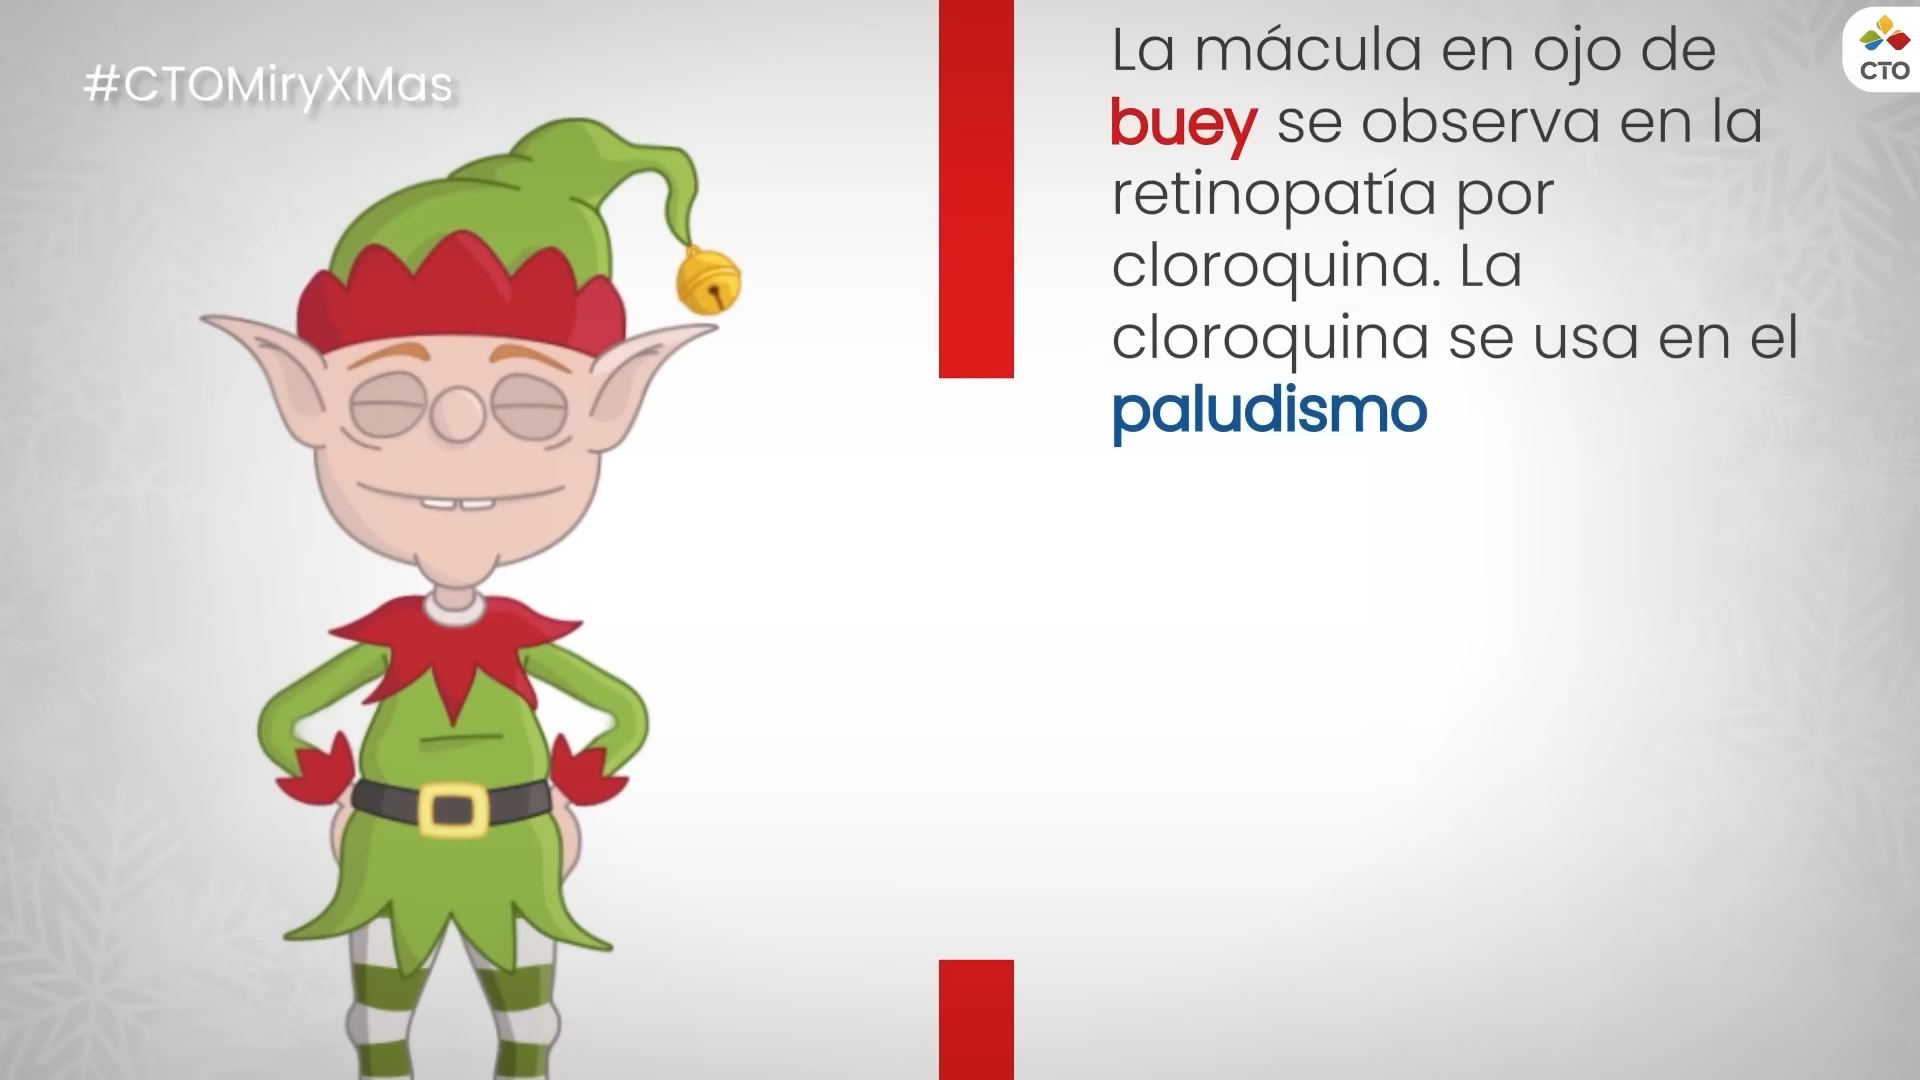 #CTOMiryXMas
La mácula en ojo de
buey se observa en la
retinopatía por
cloroquina. La
cloroquina se usa en el
paludismo
CTO